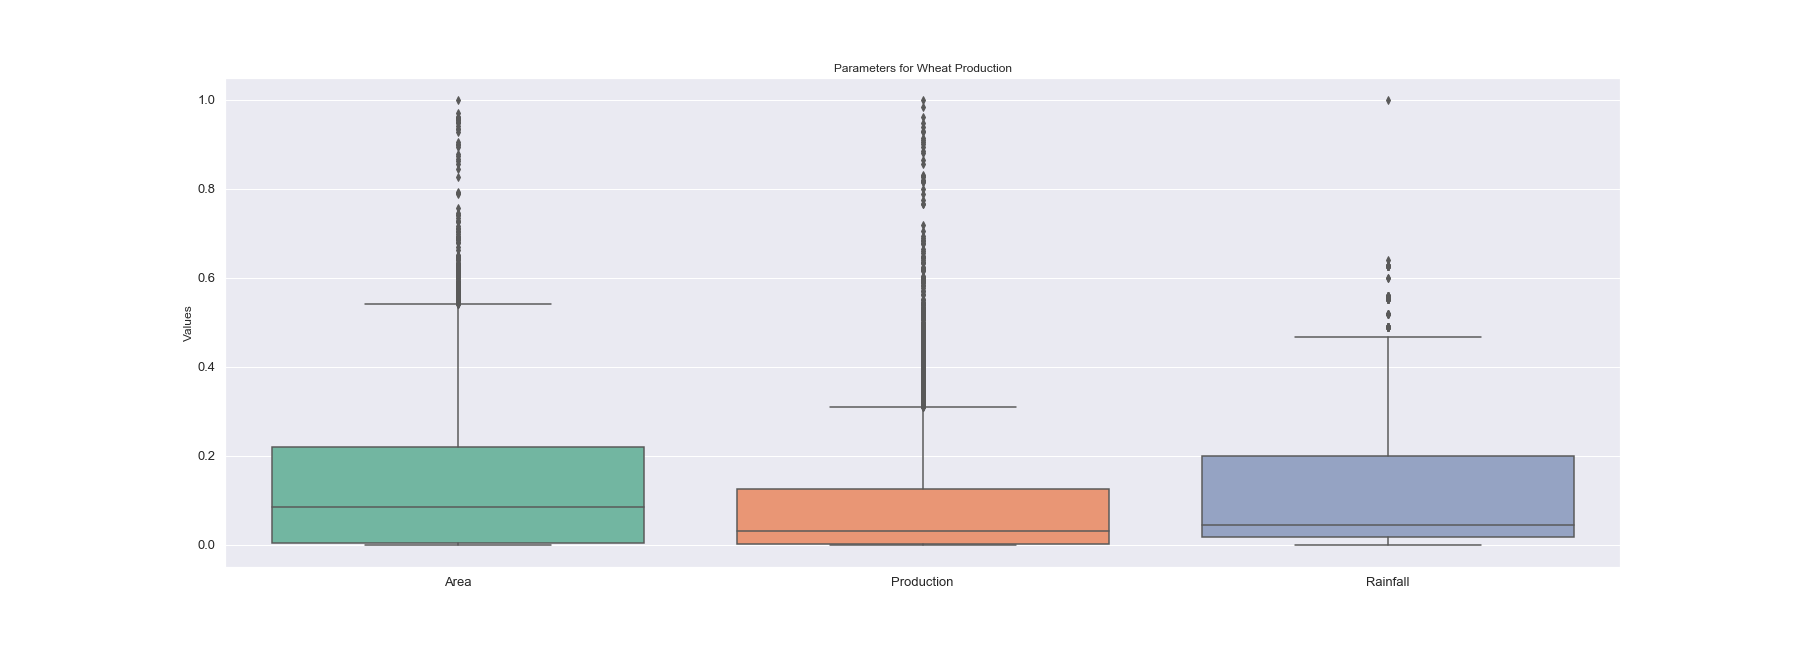 Parameters for Wheat Production
1.0
0.8
0.6
0.4
0.2
0.0
Values
Area
Production
Rainfall